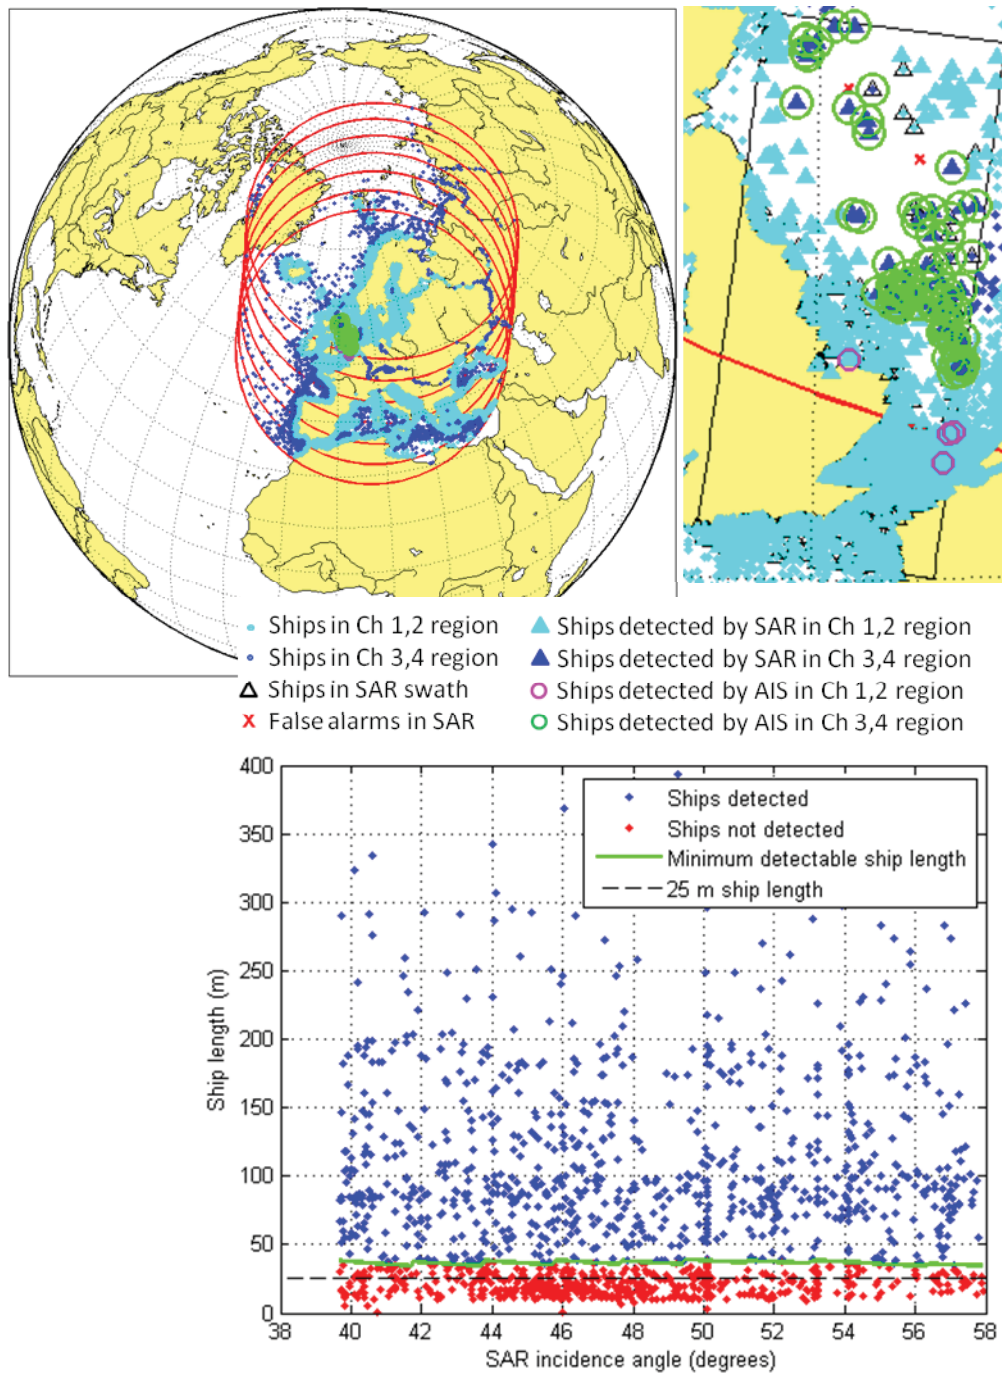 Ships in Ch 1,2 region
Ships in Ch 3,4 region
Ships in SAR swath
False alarms in SAR
Ships detected by SAR in Ch 1,2 region
Ships detected by SAR in Ch 3,4 region
Ships detected by AIS in Ch 1,2 region
Ships detected by AIS in Ch 3,4 region
400
350
300
250
200
150
100
50
0
Ship length (m)
Ships detected
Ships not detected
Minimum detectable ship length
25 m ship length
38 40 42 44 46 48 50 52 54 56 58
SAR incidence angle (degrees)